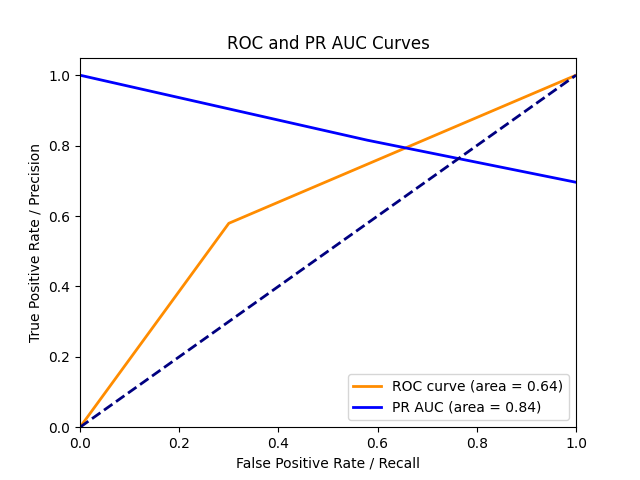 ROC and PR AUC Curves
True Positive Rate / Precision
1.0
0.8
0.6
0.4
0.2
0.0
ROC curve (area = 0.64)
PR AUC (area = 0.84)
0.0 0.2 0.4 0.6 0.8 1.0
False Positive Rate / Recall